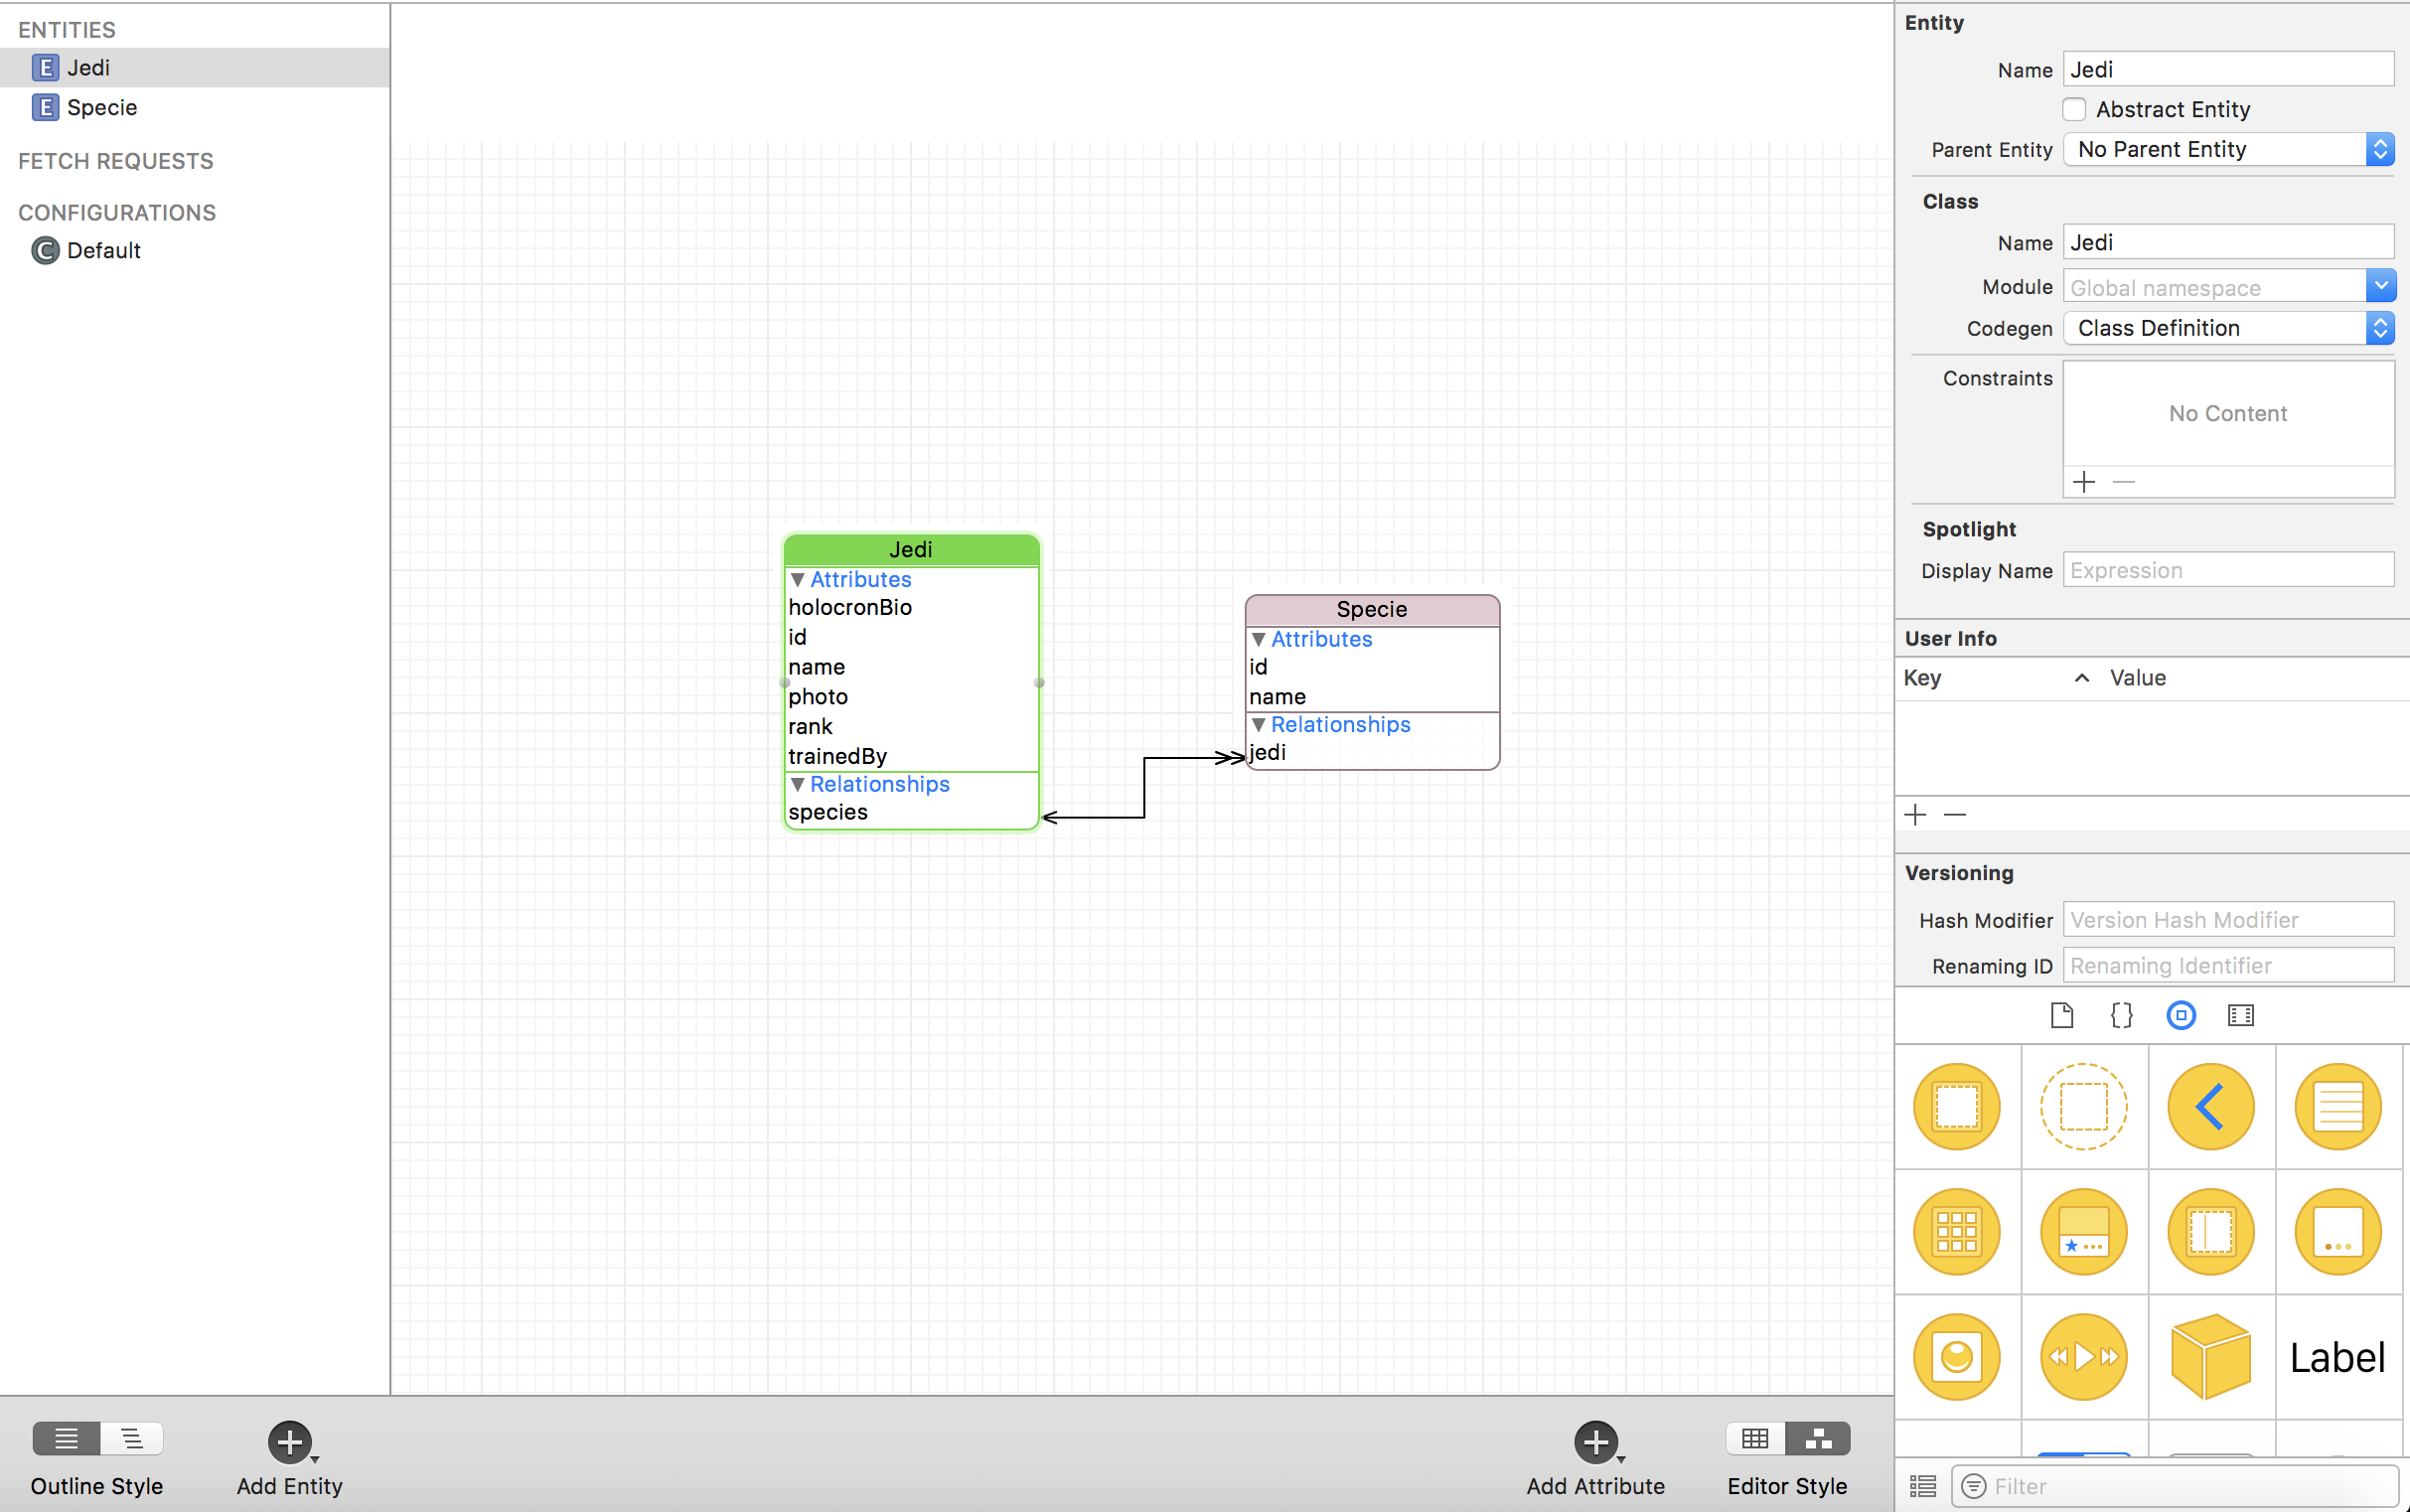 ENTITIES
E Jedi
E Specie
FETCH REQUESTS
CONFIGURATIONS
C Default
Jedi
Attributes
holocronBio
id
name
photo
rank
trainedBy
Relationships
species
Specie
Attributes
id
name
Relationships
jedi
Outline Style
Add Entity
Add Attribute
Editor Style
Entity
Name Jedi
Abstract Entity
Parent Entity No Parent Entity
Class
Name Jedi
Module Global namespace
Codegen Class Definition
Constraints
No Content
Spotlight
Display Name Expression
User Info
Key Value
Versioning
Hash Modifier Version Hash Modifier
Renaming ID Renaming Identifier
{}
Label
Filter